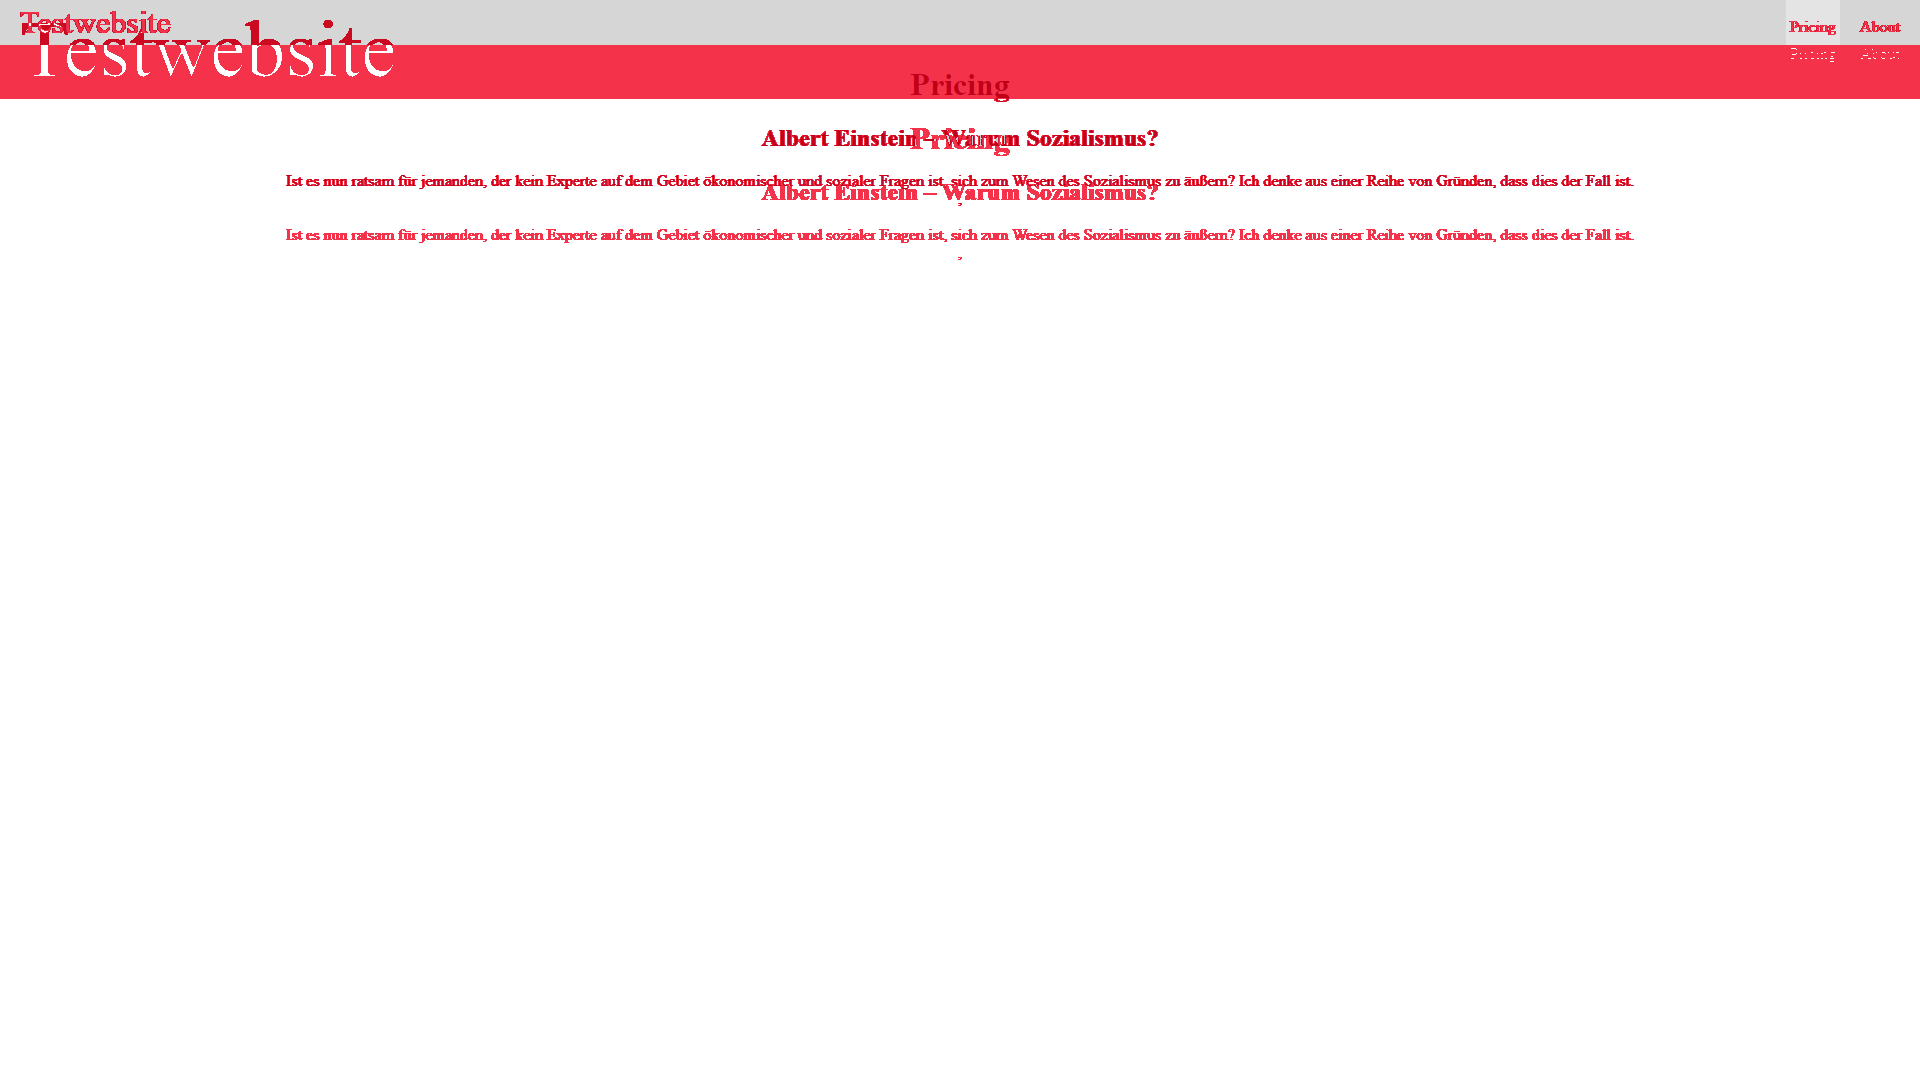 Testwebsite
Testwebsite
Pricing About
Pricing About
Pricing
Albert Einstein – Warum Sozialismus?
Pricing
Ist es nun ratsam für jemanden, der kein Experte auf dem Gebiet ökonomischer und sozialer Fragen ist, sich zum Wesen des Sozialismus zu äußern? Ich denke aus einer Reihe von Gründen, dass dies der Fall ist.
Albert Einstein – Warum Sozialismus?
Ist es nun ratsam für jemanden, der kein Experte auf dem Gebiet ökonomischer und sozialer Fragen ist, sich zum Wesen des Sozialismus zu äußern? Ich denke aus einer Reihe von Gründen, dass dies der Fall ist.